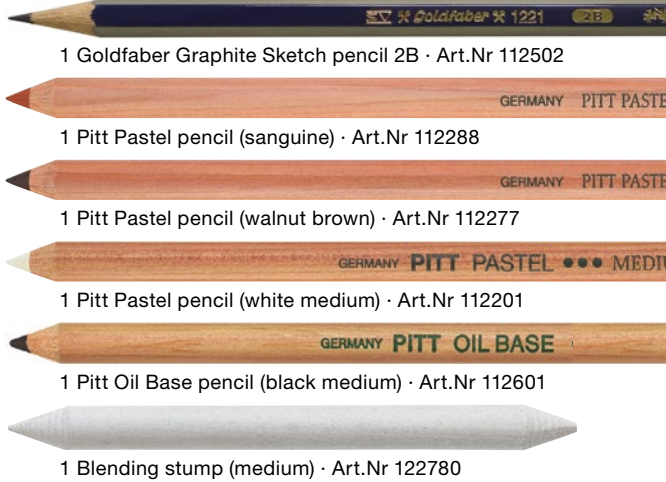 Goldfaber 1221 2B
1 Goldfaber Graphite Sketch pencil 2B · Art.Nr 112502
GERMANY PITT PASTE
1 Pitt Pastel pencil (sanguine) · Art.Nr 112288
GERMANY PITT PASTE
1 Pitt Pastel pencil (walnut brown) · Art.Nr 112277
GERMANY PITT PASTEL ●●● MEDIU
1 Pitt Pastel pencil (white medium) · Art.Nr 112201
GERMANY PITT OIL BASE
1 Pitt Oil Base pencil (black medium) · Art.Nr 112601
1 Blending stump (medium) · Art.Nr 122780